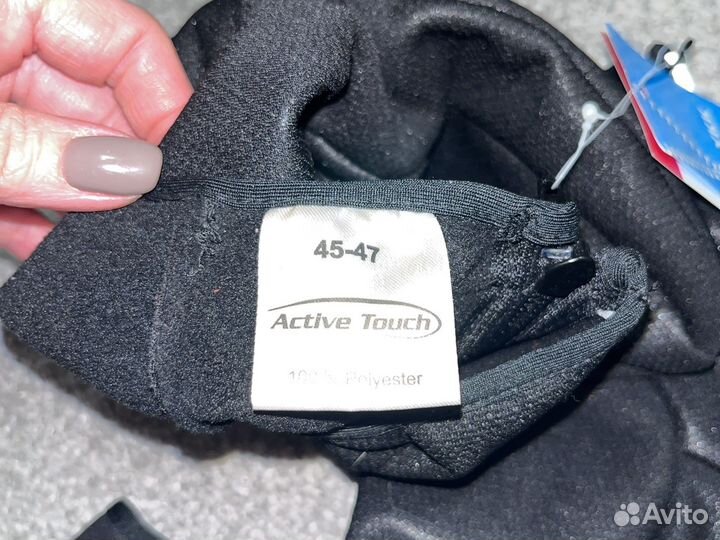 45-47
Active Touch
100 % Polyester
Avito